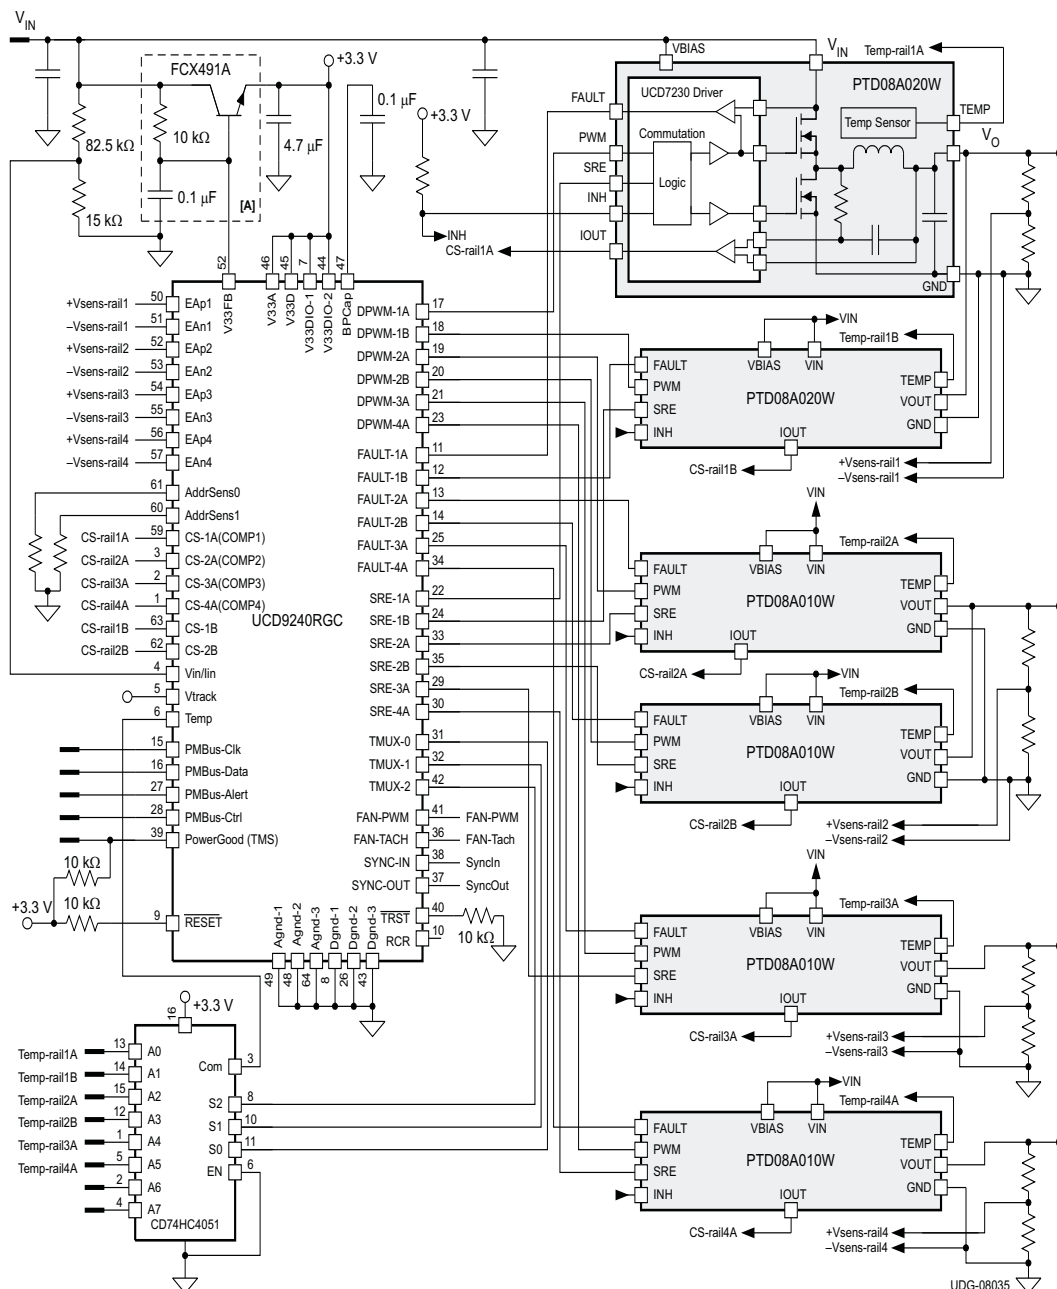 VIN
FCX491A
+3.3 V
10 kΩ
82.5 kΩ
4.7 µF
0.1 µF
0.1 µF
15 kΩ
[A]
+3.3 V
INH
VBIAS
VIN
Temp-rail1A
PTD08A020W
UCD7230 Driver
FAULT
Temp Sensor
TEMP
PWM
Commutation
VO
SRE
Logic
INH
IOUT
CS-rail1A
GND
52
46
45
7
44
47
V33FB
V33A
V33D
V33DIO-1
V33DIO-2
BPCap
UCD9240RGC
+Vsens-rail1 50 EAp1
–Vsens-rail1 51 EAn1
+Vsens-rail2 52 EAp2
–Vsens-rail2 53 EAn2
+Vsens-rail3 54 EAp3
–Vsens-rail3 55 EAn3
+Vsens-rail4 56 EAp4
–Vsens-rail4 57 EAn4
61 AddrSens0
60 AddrSens1
CS-rail1A 59 CS-1A(COMP1)
CS-rail2A 3 CS-2A(COMP2)
CS-rail3A 2 CS-3A(COMP3)
CS-rail4A 1 CS-4A(COMP4)
CS-rail1B 63 CS-1B
CS-rail2B 62 CS-2B
4 Vin/Iin
5 Vtrack
6 Temp
15 PMBus-Clk
16 PMBus-Data
27 PMBus-Alert
28 PMBus-Ctrl
39 PowerGood (TMS)
10 kΩ
10 kΩ
+3.3 V
9 RESET
DPWM-1A 17
DPWM-1B 18
DPWM-2A 19
DPWM-2B 20
DPWM-3A 21
DPWM-4A 23
FAULT-1A 11
FAULT-1B 12
FAULT-2A 13
FAULT-2B 14
FAULT-3A 25
FAULT-4A 34
SRE-1A 22
SRE-1B 24
SRE-2A 33
SRE-2B 35
SRE-3A 29
SRE-4A 30
TMUX-0 31
TMUX-1 32
TMUX-2 42
FAN-PWM 41 FAN-PWM
FAN-TACH 36 FAN-Tach
SYNC-IN 38 SyncIn
SYNC-OUT 37 SyncOut
TRST 40
10 kΩ
RCR 10
Agnd-1
Agnd-2
Agnd-3
Dgnd-1
Dgnd-2
Dgnd-3
49
48
64
8
26
43
16
+3.3 V
Temp-rail1A 13 A0
Temp-rail1B 14 A1
Temp-rail2A 15 A2
Temp-rail2B 12 A3
Temp-rail3A 1 A4
Temp-rail4A 5 A5
2 A6
4 A7
Com 3
S2 8
S1 10
S0 11
EN 6
CD74HC4051
VIN
Temp-rail1B
VBIAS VIN
FAULT
PWM
SRE
INH
PTD08A020W
TEMP
VOUT
GND
IOUT
CS-rail1B
+Vsens-rail1
–Vsens-rail1
VIN
Temp-rail2A
VBIAS VIN
FAULT
PWM
SRE
INH
PTD08A010W
TEMP
VOUT
GND
IOUT
CS-rail2A
VIN
Temp-rail2B
VBIAS VIN
FAULT
PWM
SRE
INH
PTD08A010W
TEMP
VOUT
GND
IOUT
CS-rail2B
+Vsens-rail2
–Vsens-rail2
VIN
Temp-rail3A
VBIAS VIN
FAULT
PWM
SRE
INH
PTD08A010W
TEMP
VOUT
GND
IOUT
CS-rail3A
+Vsens-rail3
–Vsens-rail3
VIN
Temp-rail4A
VBIAS VIN
FAULT
PWM
SRE
INH
PTD08A010W
TEMP
VOUT
GND
IOUT
CS-rail4A
+Vsens-rail4
–Vsens-rail4
UDG-08035